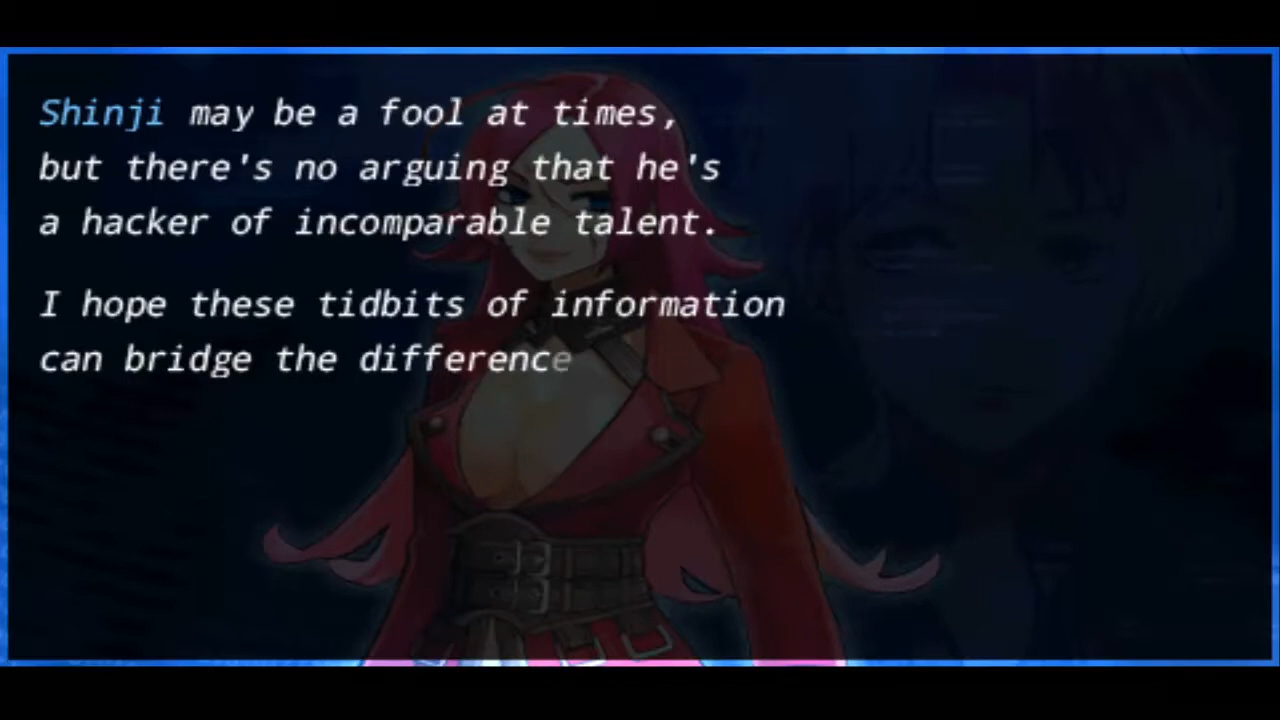 Shinji may be a fool at times,
but there's no arguing that he's
a hacker of incomparable talent.
I hope these tidbits of information
can bridge the difference